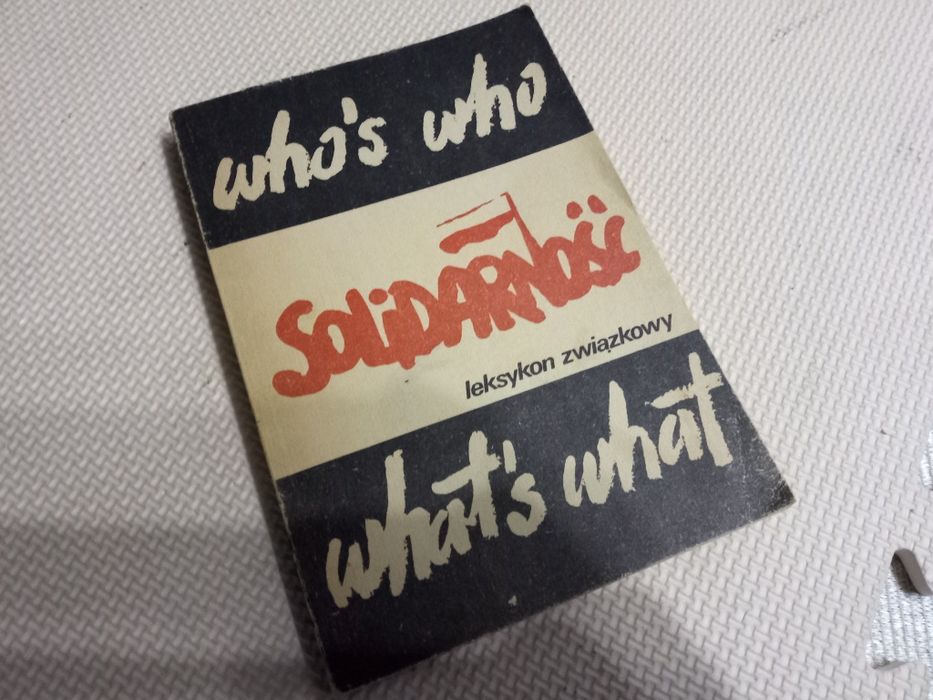 who's who
SOLIDARNOŚĆ
leksykon związkowy
what's what